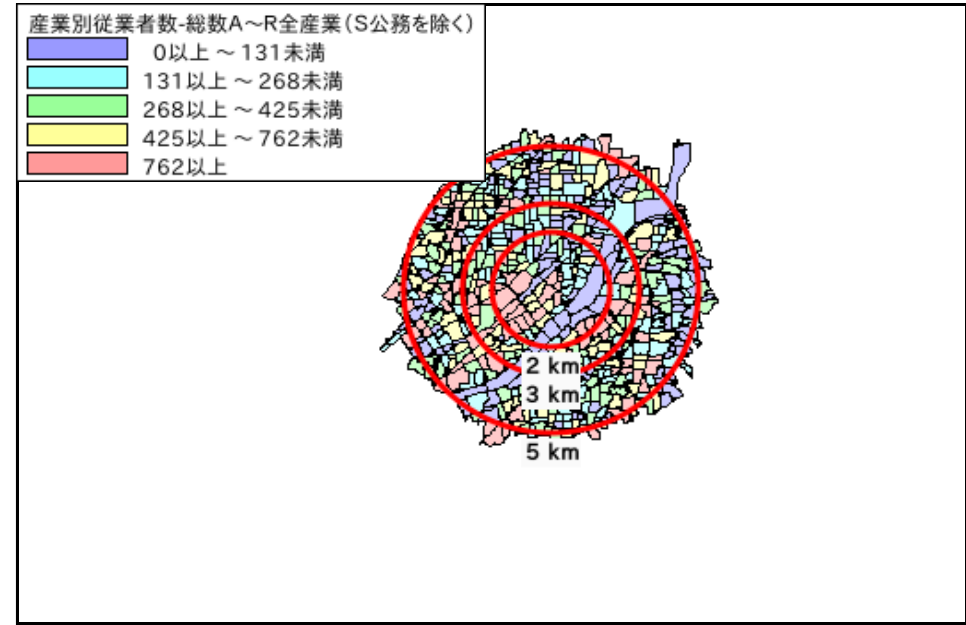 産業別従業者数-総数A～R全産業(S公務を除く)
0以上 ～ 131未満
131以上 ～ 268未満
268以上 ～ 425未満
425以上 ～ 762未満
762以上
2 km
3 km
5 km